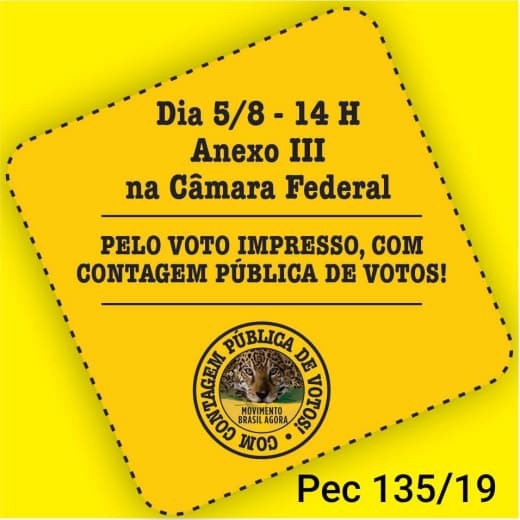 Dia 5/8 - 14 H
Anexo III
na Câmara Federal
PELO VOTO IMPRESSO, COM
CONTAGEM PÚBLICA DE VOTOS!
COM CONTAGEM PÚBLICA DE VOTOS!
MOVIMENTO
BRASIL AGORA
Pec 135/19